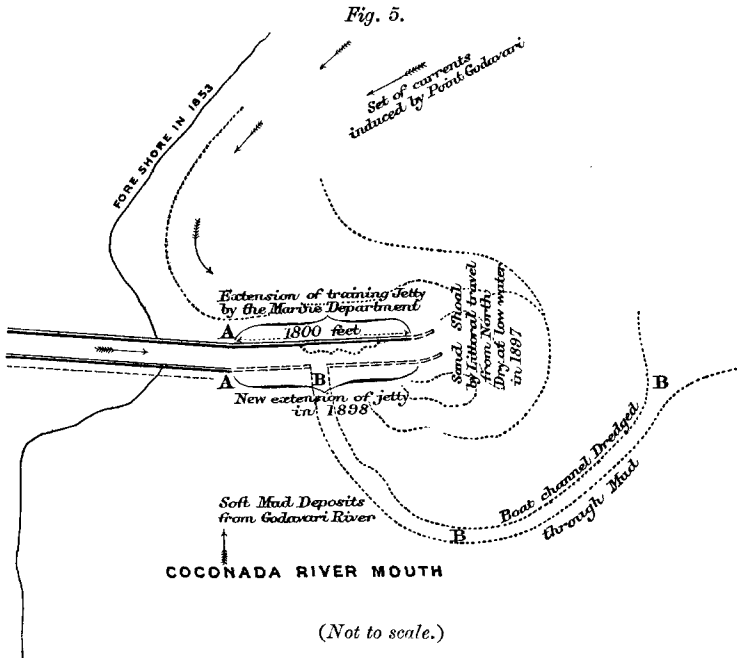 Fig. 5.
Set of currents
induced by Point Godavari
FORE SHORE IN 1853
Extension of training Jetty
by the Marine Department
A
1800 feet
Sand Shoal
by Littoral travel
from North
Dry at low water
in 1897
A
B
B
New extension of jetty
in 1898
Boat channel Dredged
through Mud
Soft Mud Deposits
from Godavari River
B
COCONADA RIVER MOUTH
(Not to scale.)